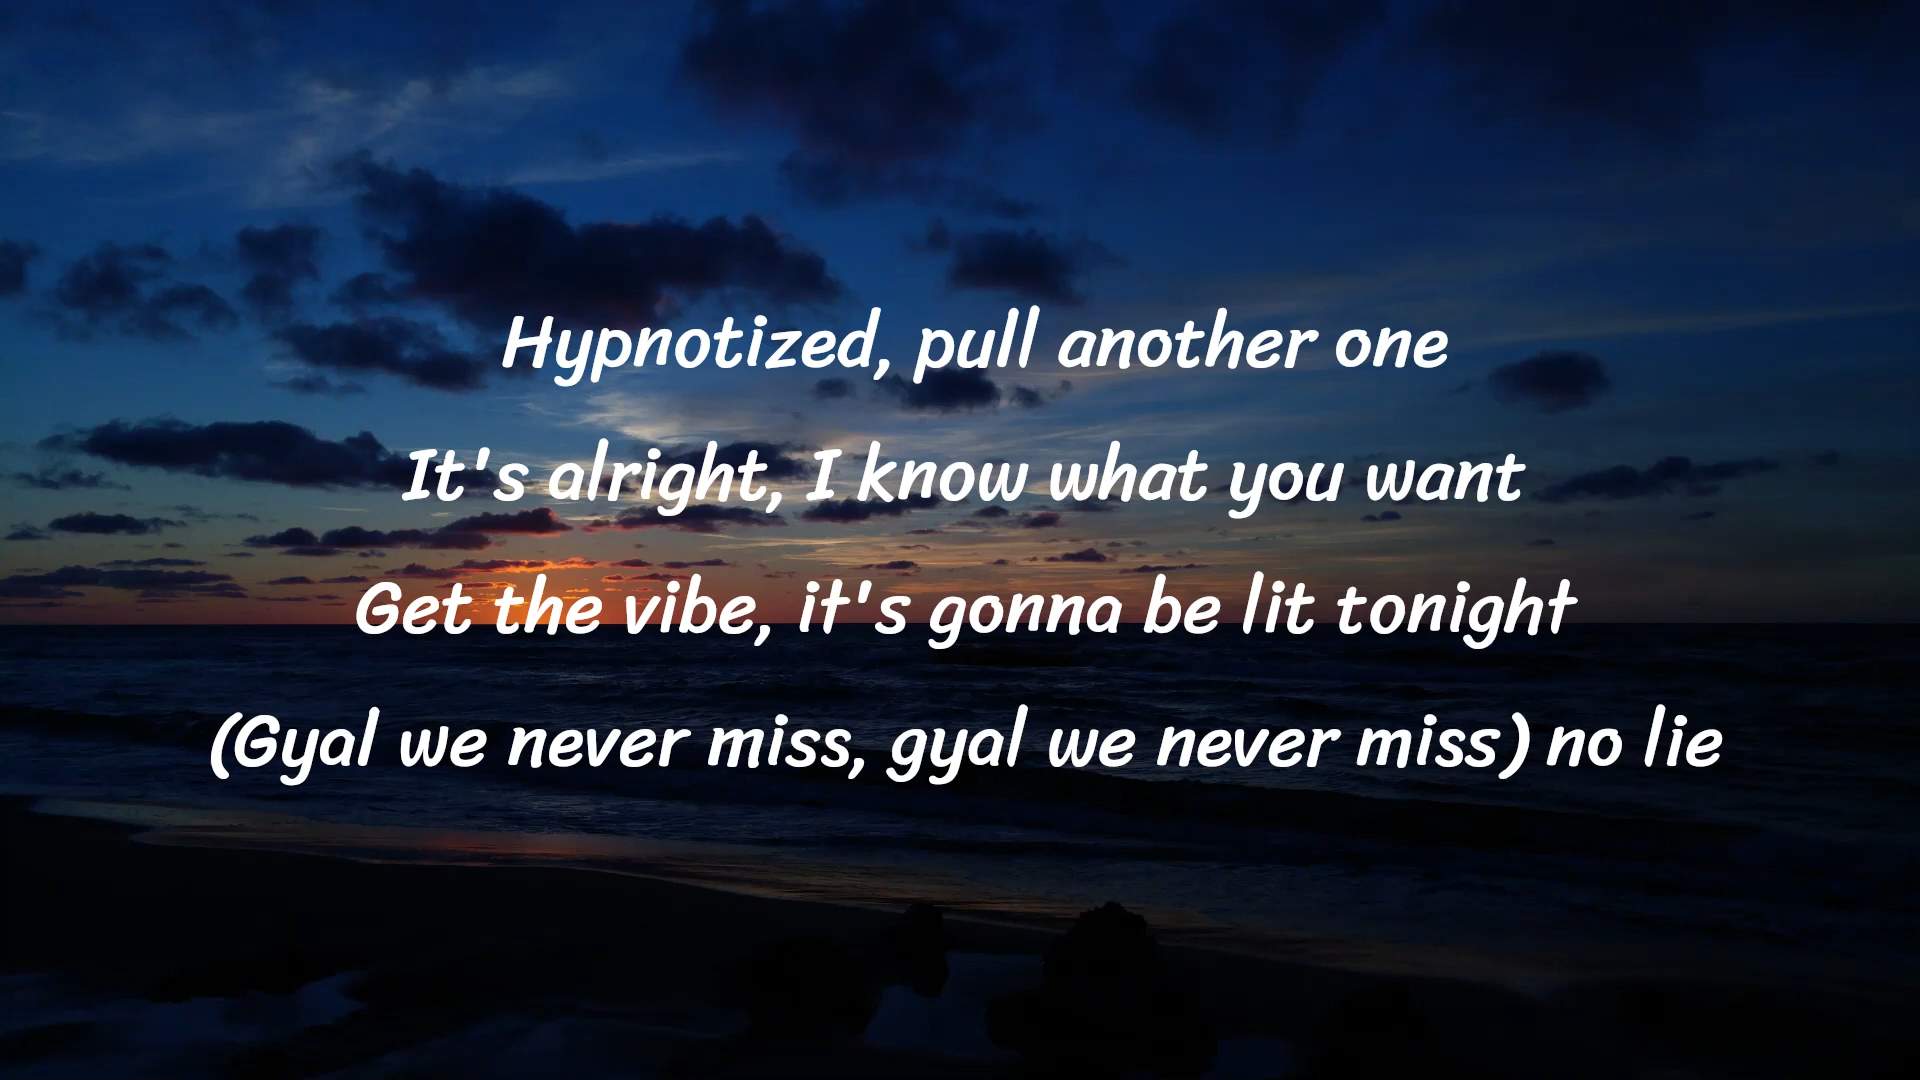 Hypnotized, pull another one
It's alright, I know what you want
Get the vibe, it's gonna be lit tonight
(Gyal we never miss, gyal we never miss) no lie